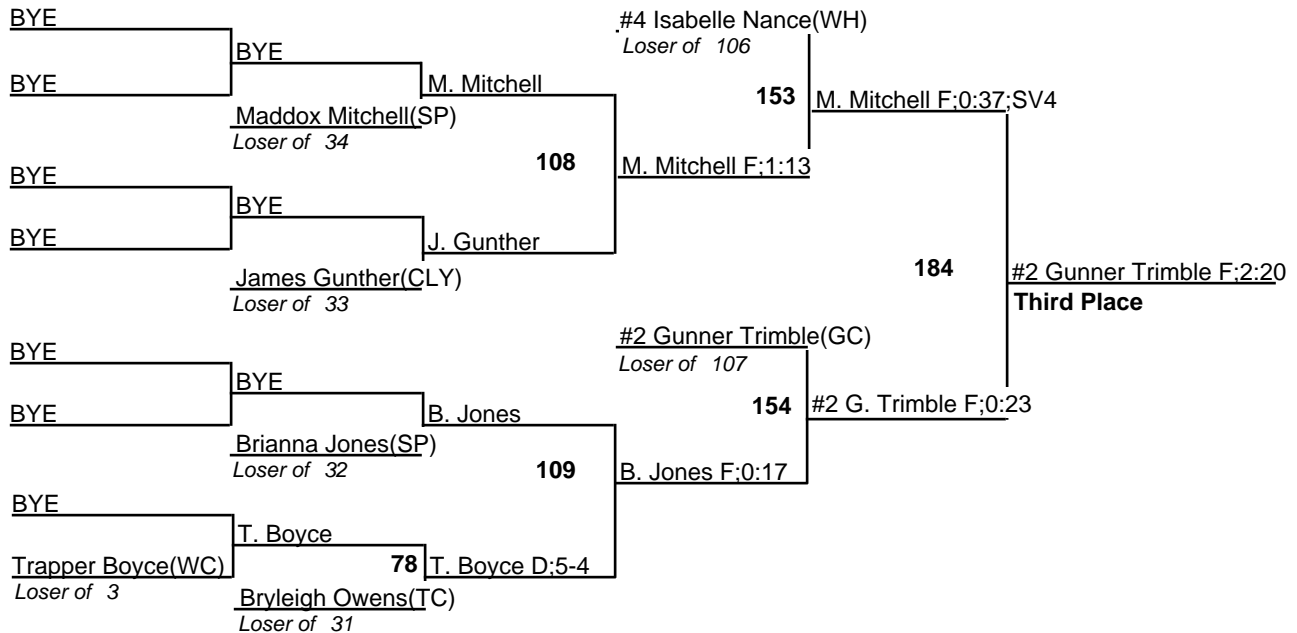 BYE
#4 Isabelle Nance(WH)
Loser of 106
BYE
BYE
M. Mitchell
153
M. Mitchell F;0:37;SV4
Maddox Mitchell(SP)
Loser of 34
108
M. Mitchell F;1:13
BYE
BYE
BYE
J. Gunther
184
#2 Gunner Trimble F;2:20
Third Place
James Gunther(CLY)
Loser of 33
#2 Gunner Trimble(GC)
Loser of 107
BYE
BYE
BYE
B. Jones
154
#2 G. Trimble F;0:23
Brianna Jones(SP)
Loser of 32
109
B. Jones F;0:17
BYE
T. Boyce
Trapper Boyce(WC)
Loser of 3
78
T. Boyce D;5-4
Bryleigh Owens(TC)
Loser of 31